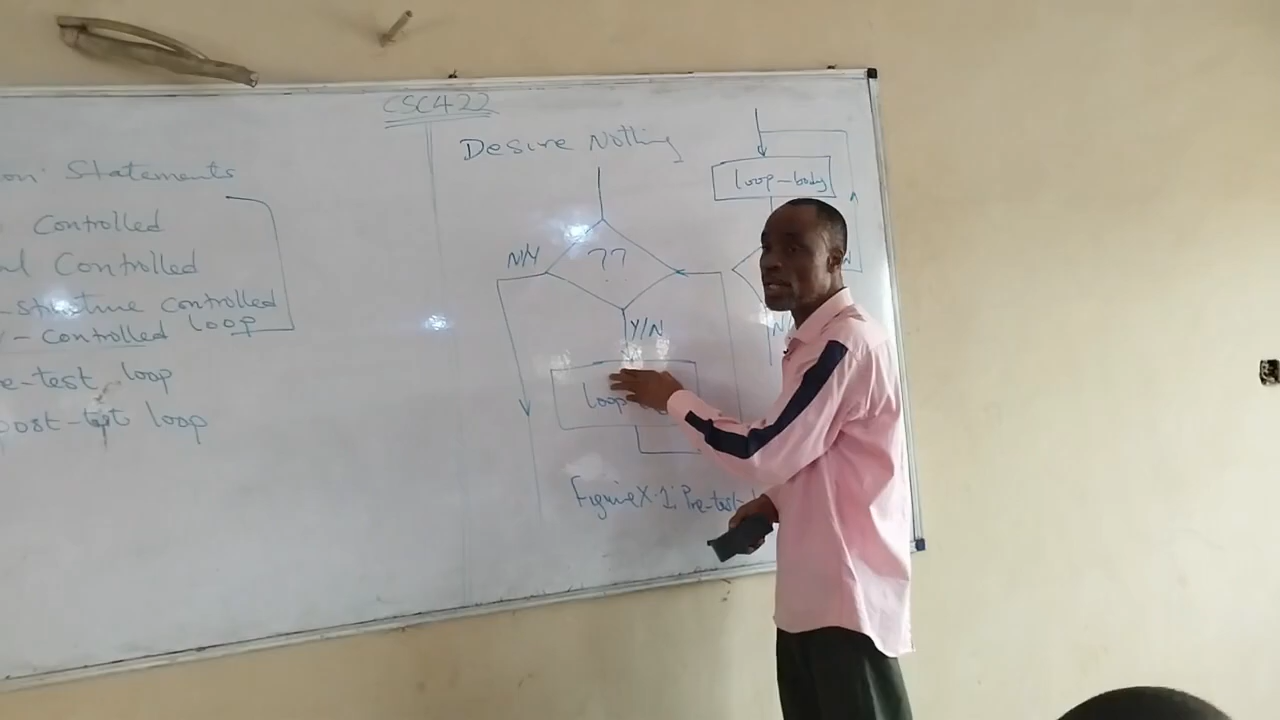 CSC422
on Statements
Controlled
Controlled
-structure controlled
- Controlled loop
e-test loop
post-test loop
Desire Nothing
??
N/Y
Y/N
loop
Figure X.1: Pre-test
loop-body
N
N/